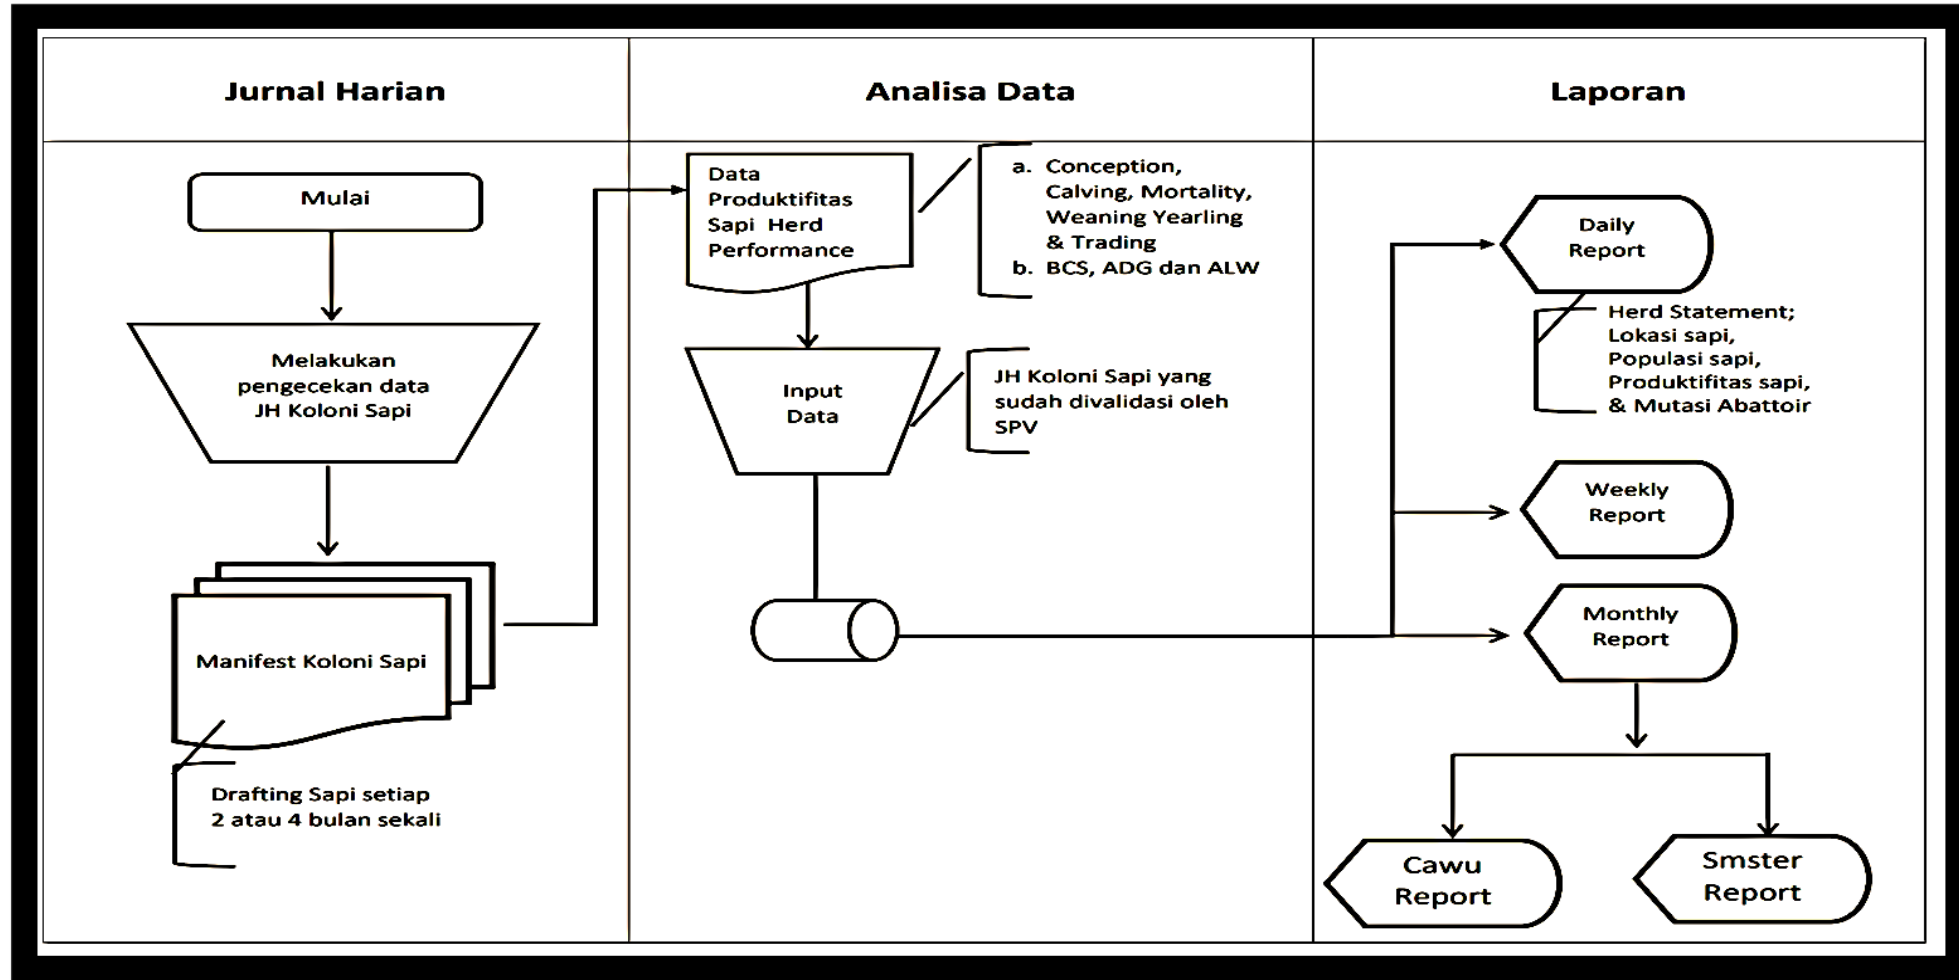 Jurnal Harian
Analisa Data
Laporan
Mulai
Melakukan
pengecekan data
JH Koloni Sapi
Manifest Koloni Sapi
Drafting Sapi setiap
2 atau 4 bulan sekali
Data
Produktifitas
Sapi Herd
Performance
a. Conception,
Calving, Mortality,
Weaning Yearling
& Trading
b. BCS, ADG dan ALW
Input
Data
JH Koloni Sapi yang
sudah divalidasi oleh
SPV
Daily
Report
Herd Statement;
Lokasi sapi,
Populasi sapi,
Produktifitas sapi,
& Mutasi Abattoir
Weekly
Report
Monthly
Report
Cawu
Report
Smster
Report